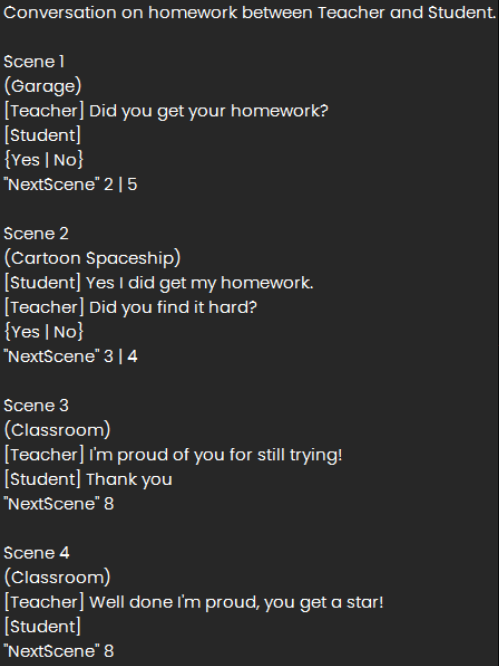 Conversation on homework between Teacher and Student.
Scene 1
(Garage)
[Teacher] Did you get your homework?
[Student]
{Yes | No}
"NextScene" 2 | 5
Scene 2
(Cartoon Spaceship)
[Student] Yes I did get my homework.
[Teacher] Did you find it hard?
{Yes | No}
"NextScene" 3 | 4
Scene 3
(Classroom)
[Teacher] I'm proud of you for still trying!
[Student] Thank you
"NextScene" 8
Scene 4
(Classroom)
[Teacher] Well done I'm proud, you get a star!
[Student]
"NextScene" 8